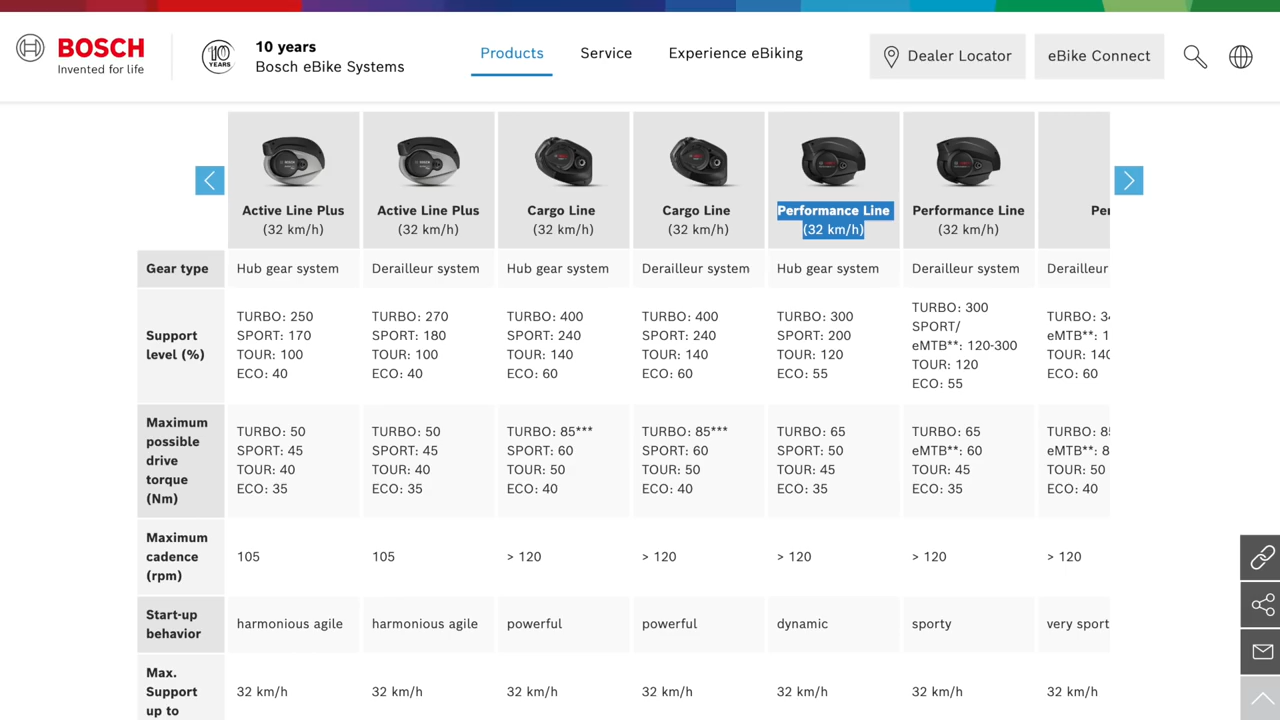 BOSCH
Invented for life
10 YEARS
10 years
Bosch eBike Systems
Products
Service
Experience eBiking
Dealer Locator
eBike Connect
Active Line Plus
(32 km/h)
Active Line Plus
(32 km/h)
Cargo Line
(32 km/h)
Cargo Line
(32 km/h)
Performance Line
(32 km/h)
Performance Line
(32 km/h)
Per
Gear type
Hub gear system
Derailleur system
Hub gear system
Derailleur system
Hub gear system
Derailleur system
Derailleur
Support
level (%)
TURBO: 250
SPORT: 170
TOUR: 100
ECO: 40
TURBO: 270
SPORT: 180
TOUR: 100
ECO: 40
TURBO: 400
SPORT: 240
TOUR: 140
ECO: 60
TURBO: 400
SPORT: 240
TOUR: 140
ECO: 60
TURBO: 300
SPORT: 200
TOUR: 120
ECO: 55
TURBO: 300
SPORT/
eMTB**: 120-300
TOUR: 120
ECO: 55
TURBO: 3
eMTB**: 1
TOUR: 140
ECO: 60
Maximum
possible
drive
torque
(Nm)
TURBO: 50
SPORT: 45
TOUR: 40
ECO: 35
TURBO: 50
SPORT: 45
TOUR: 40
ECO: 35
TURBO: 85***
SPORT: 60
TOUR: 50
ECO: 40
TURBO: 85***
SPORT: 60
TOUR: 50
ECO: 40
TURBO: 65
SPORT: 50
TOUR: 45
ECO: 35
TURBO: 65
eMTB**: 60
TOUR: 45
ECO: 35
TURBO: 85
eMTB**: 8
TOUR: 50
ECO: 40
Maximum
cadence
(rpm)
105
105
> 120
> 120
> 120
> 120
> 120
Start-up
behavior
harmonious agile
harmonious agile
powerful
powerful
dynamic
sporty
very sport
Max.
Support
up to
32 km/h
32 km/h
32 km/h
32 km/h
32 km/h
32 km/h
32 km/h